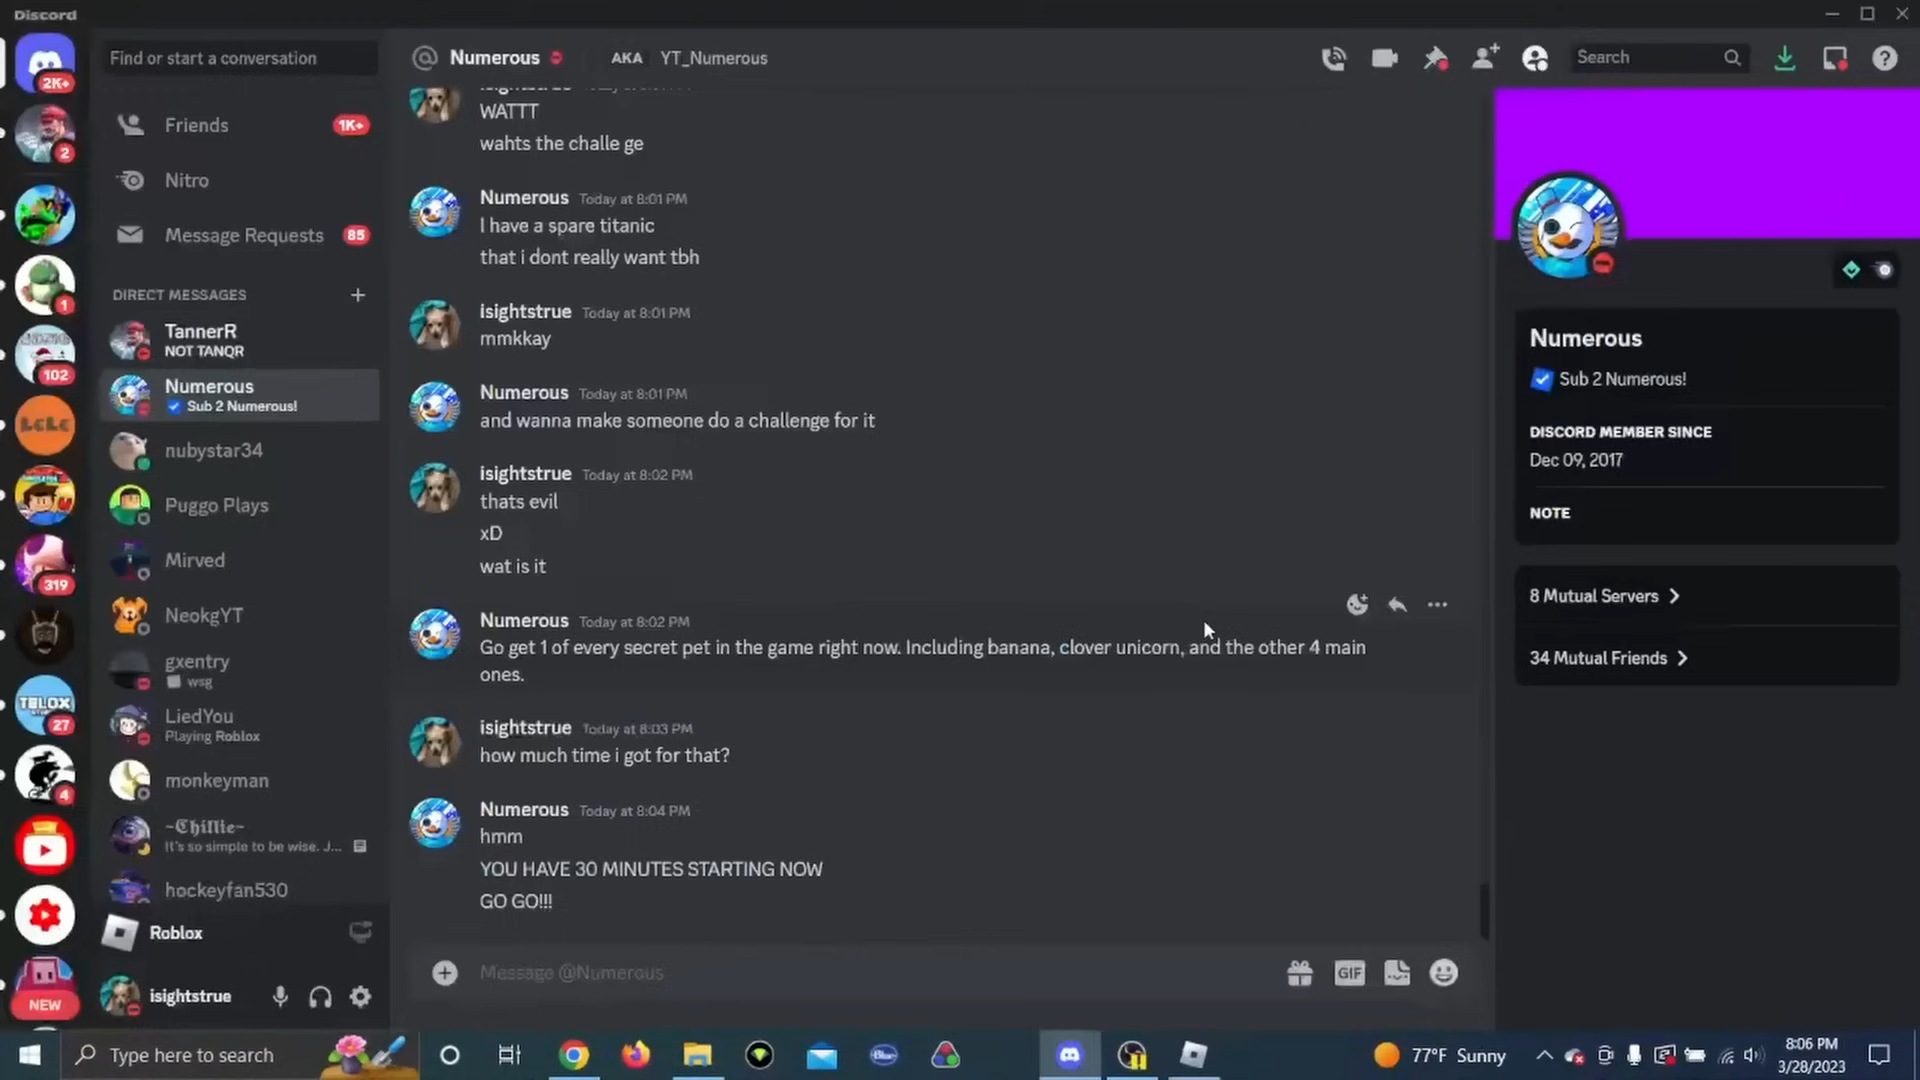 Discord
Find or start a conversation
Numerous
AKA
YT_Numerous
Search
2K+
2
1
102
LCLC
319
TBLOX
27
4
NEW
Friends
1K+
Nitro
Message Requests
85
DIRECT MESSAGES
TannerR
NOT TANQR
Numerous
Sub 2 Numerous!
nubystar34
Puggo Plays
Mirved
NeokgYT
gxentry
wsg
LiedYou
Playing Roblox
monkeyman
~ℭ𝔥𝔦𝔩𝔩𝔦𝔢~
It's so simple to be wise. J...
hockeyfan530
Roblox
isightstrue
WATTT
wahts the challe ge
Numerous Today at 8:01 PM
I have a spare titanic
that i dont really want tbh
isightstrue Today at 8:01 PM
mmkkay
Numerous Today at 8:01 PM
and wanna make someone do a challenge for it
isightstrue Today at 8:02 PM
thats evil
xD
wat is it
Numerous Today at 8:02 PM
Go get 1 of every secret pet in the game right now. Including banana, clover unicorn, and the other 4 main
ones.
isightstrue Today at 8:03 PM
how much time i got for that?
Numerous Today at 8:04 PM
hmm
YOU HAVE 30 MINUTES STARTING NOW
GO GO!!!
Message @Numerous
GIF
Numerous
Sub 2 Numerous!
DISCORD MEMBER SINCE
Dec 09, 2017
NOTE
8 Mutual Servers
34 Mutual Friends
Type here to search
Blue
77°F Sunny
8:06 PM
3/28/2023